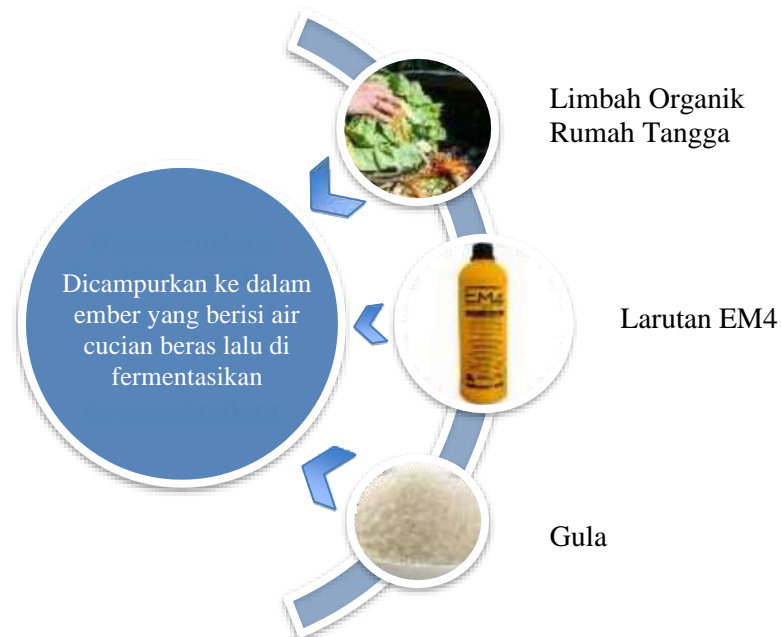 Limbah Organik
Rumah Tangga
Dicampurkan ke dalam
ember yang berisi air
cucian beras lalu di
fermentasikan
EM4
Larutan EM4
Gula